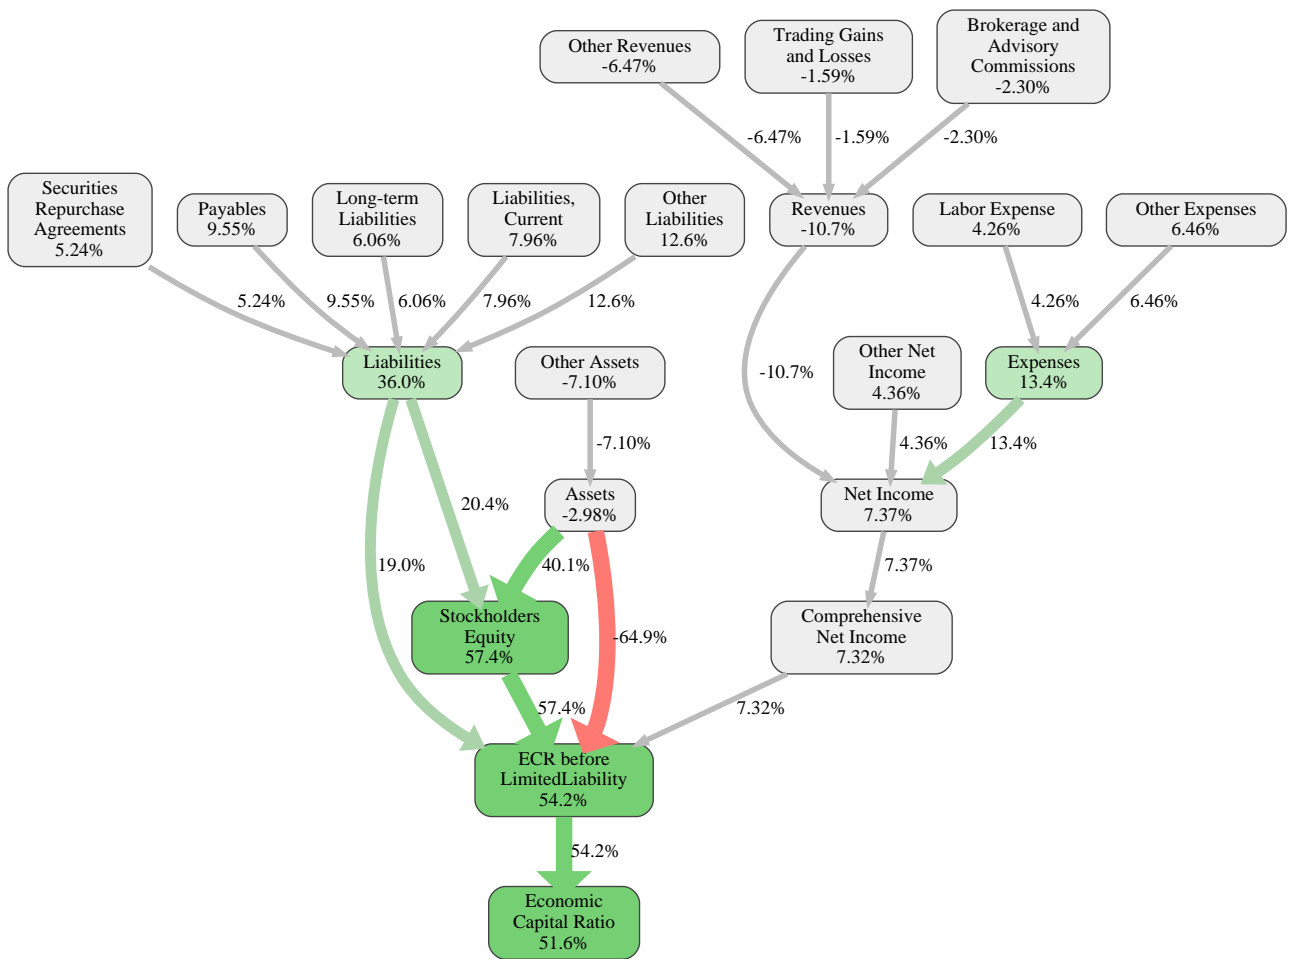 Other Revenues
-6.47%
Trading Gains
and Losses
-1.59%
Brokerage and
Advisory
Commissions
-2.30%
-6.47%
-1.59%
-2.30%
Securities
Repurchase
Agreements
5.24%
Payables
9.55%
Long-term
Liabilities
6.06%
Liabilities,
Current
7.96%
Other
Liabilities
12.6%
Revenues
-10.7%
Labor Expense
4.26%
Other Expenses
6.46%
5.24%
9.55%
6.06%
7.96%
12.6%
4.26%
6.46%
Liabilities
36.0%
Other Assets
-7.10%
-10.7%
Other Net
Income
4.36%
Expenses
13.4%
-7.10%
4.36%
13.4%
20.4%
Assets
-2.98%
Net Income
7.37%
19.0%
40.1%
7.37%
Stockholders
Equity
57.4%
-64.9%
Comprehensive
Net Income
7.32%
57.4%
7.32%
ECR before
LimitedLiability
54.2%
54.2%
Economic
Capital Ratio
51.6%